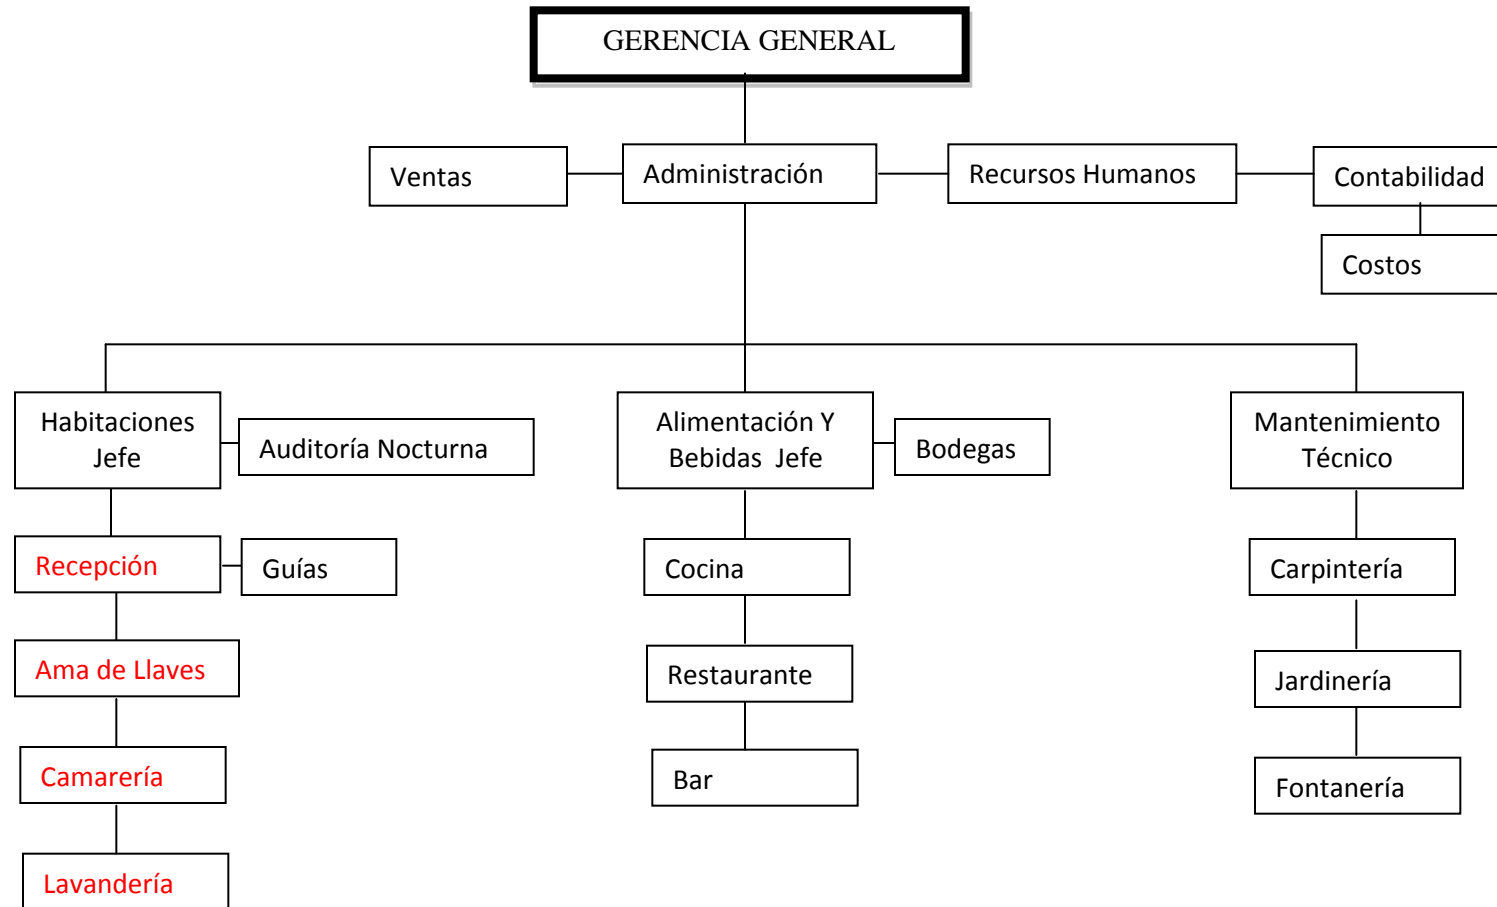 GERENCIA GENERAL
Ventas
Administración
Recursos Humanos
Contabilidad
Costos
Habitaciones
Jefe
Auditoría Nocturna
Alimentación Y
Bebidas Jefe
Bodegas
Mantenimiento
Técnico
Recepción
Guías
Cocina
Carpintería
Ama de Llaves
Restaurante
Jardinería
Camarería
Bar
Fontanería
Lavandería